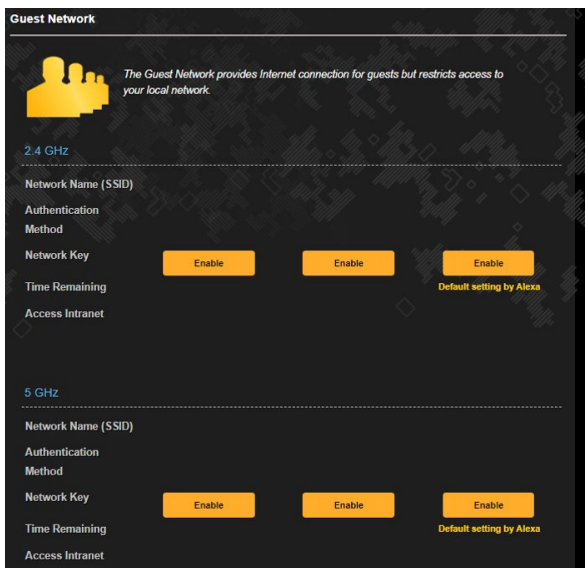 Guest Network
The Guest Network provides Internet connection for guests but restricts access to
your local network.
2.4 GHz
Network Name (SSID)
Authentication
Method
Network Key
Enable
Enable
Enable
Time Remaining
Default setting by Alexa
Access Intranet
5 GHz
Network Name (SSID)
Authentication
Method
Network Key
Enable
Enable
Enable
Time Remaining
Default setting by Alexa
Access Intranet